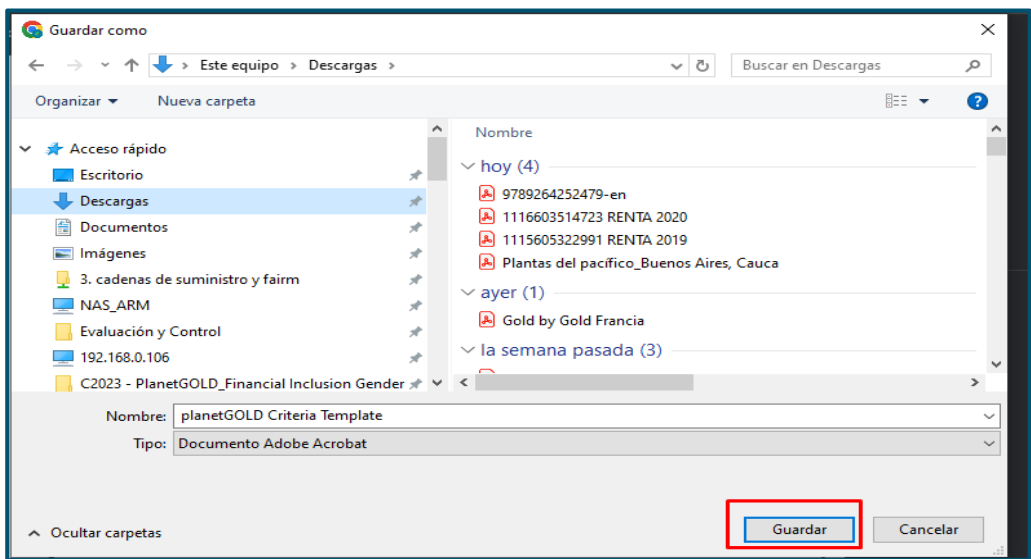 Guardar como
Este equipo > Descargas >
Buscar en Descargas
Organizar
Nueva carpeta
Acceso rápido
Escritorio
Descargas
Documentos
Imágenes
3. cadenas de suministro y fairm
NAS_ARM
Evaluación y Control
192.168.0.106
C2023 - PlanetGOLD_Financial Inclusion Gender
Nombre
hoy (4)
9789264252479-en
1116603514723 RENTA 2020
1115605322991 RENTA 2019
Plantas del pacífico_Buenos Aires, Cauca
ayer (1)
Gold by Gold Francia
la semana pasada (3)
Nombre: planetGOLD Criteria Template
Tipo: Documento Adobe Acrobat
Ocultar carpetas
Guardar
Cancelar